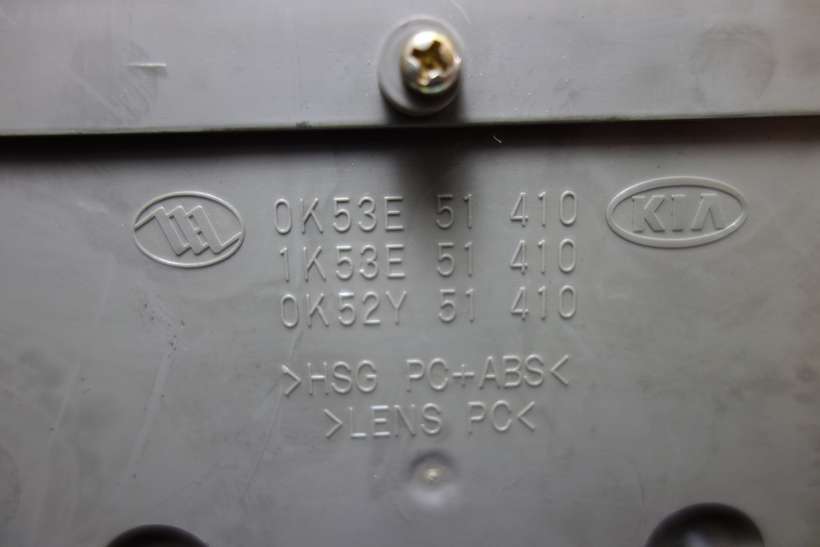 0K53E 51 410 KIA
1K53E 51 410
0K52Y 51 410
>HSG PC+ABS<
>LENS PC<